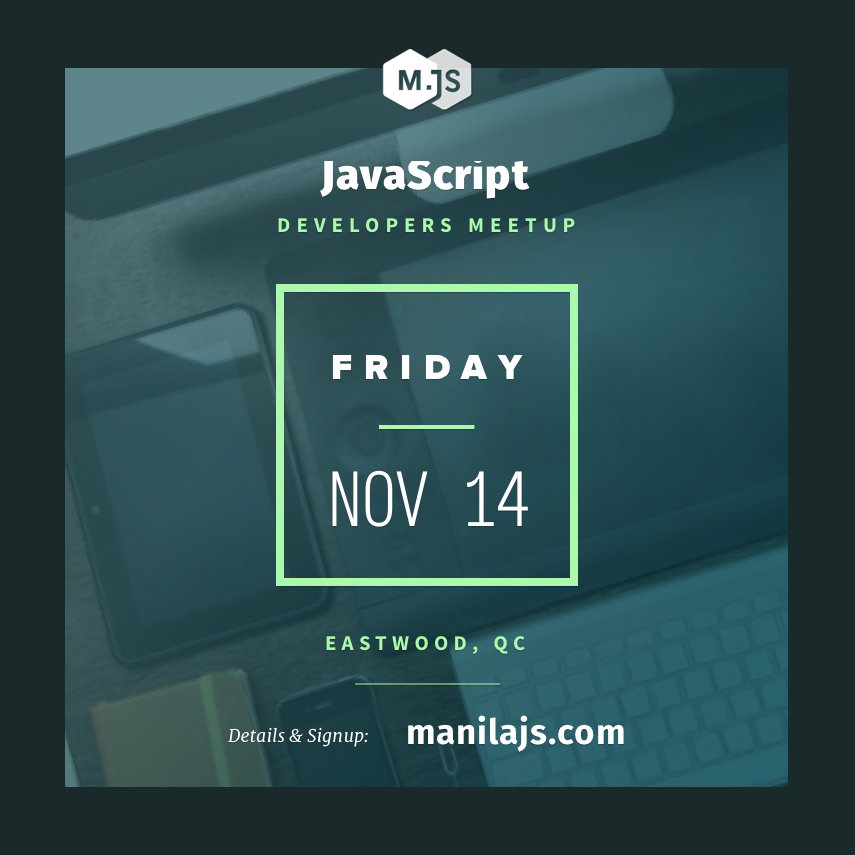 M.JS
JavaScript
DEVELOPERS MEETUP
FRIDAY
NOV 14
EASTWOOD, QC
Details & Signup: manilajs.com